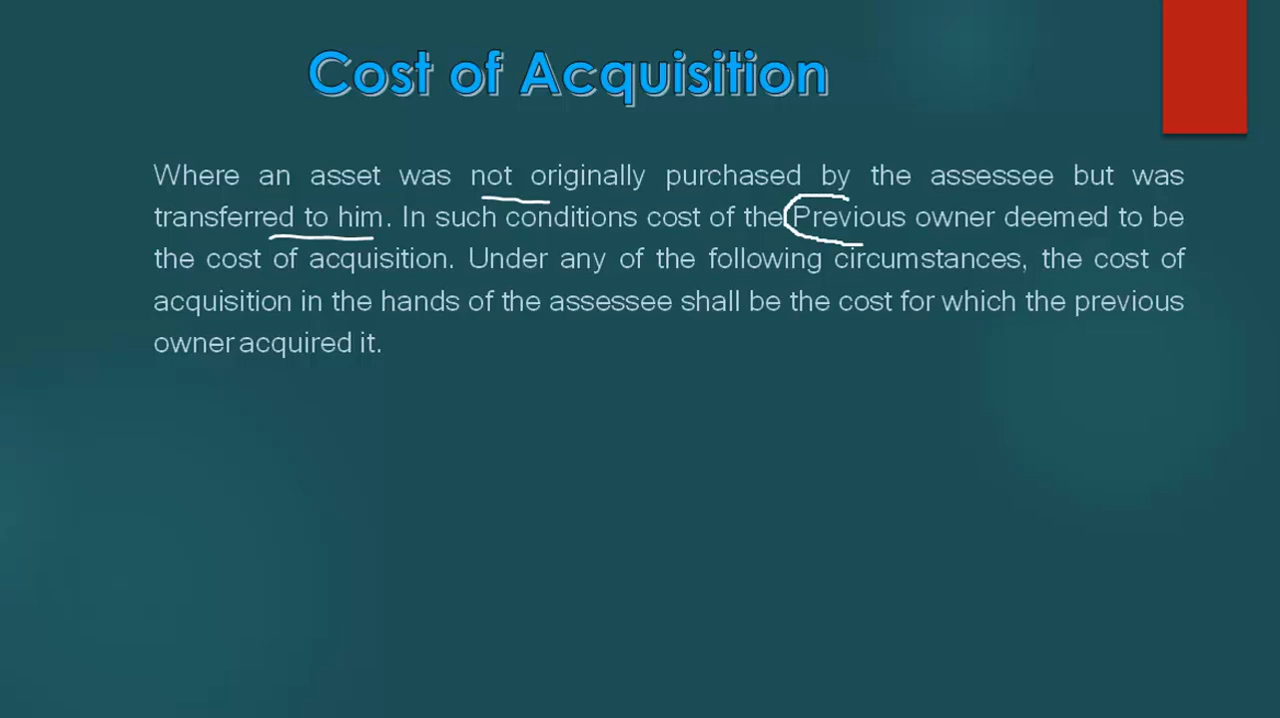 Cost of Acquisition
Where an asset was not originally purchased by the assessee but was
transferred to him. In such conditions cost of the Previous owner deemed to be
the cost of acquisition. Under any of the following circumstances, the cost of
acquisition in the hands of the assessee shall be the cost for which the previous
owner acquired it.